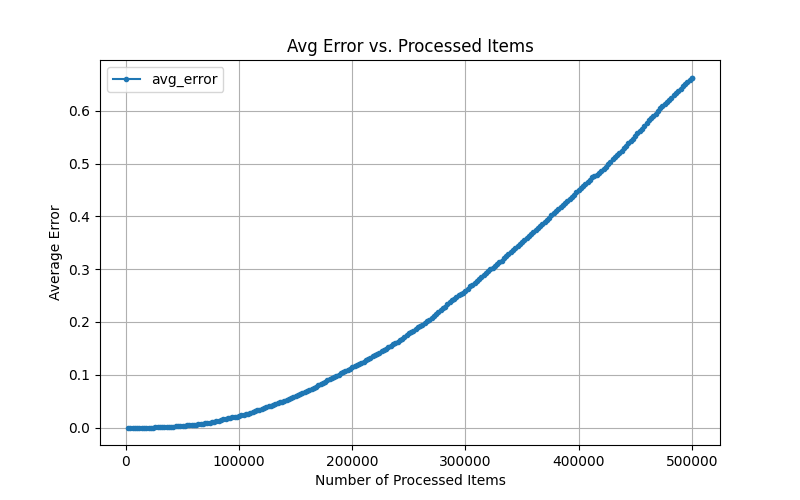 Avg Error vs. Processed Items
avg_error
Average Error
0.6
0.5
0.4
0.3
0.2
0.1
0.0
0 100000 200000 300000 400000 500000
Number of Processed Items